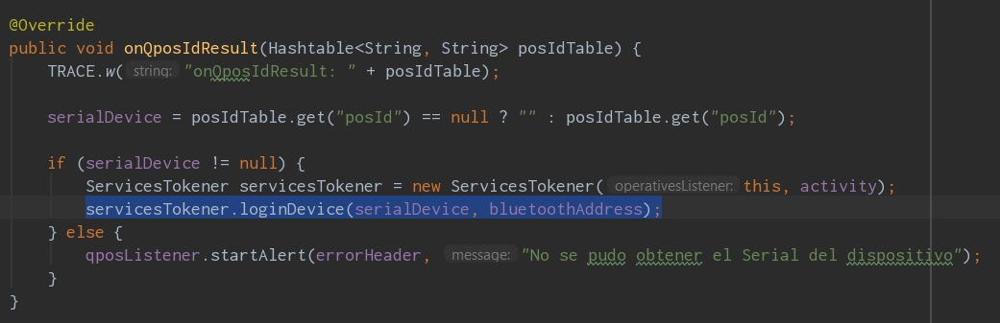 @Override
public void onQposIdResult(Hashtable<String, String> posIdTable) {
TRACE.w( string: "onQposIdResult: " + posIdTable);
serialDevice = posIdTable.get("posId") == null ? "" : posIdTable.get("posId");
if (serialDevice != null) {
ServicesTokener servicesTokener = new ServicesTokener( operativesListener: this, activity);
servicesTokener.loginDevice(serialDevice, bluetoothAddress);
} else {
qposListener.startAlert(errorHeader, message: "No se pudo obtener el Serial del dispositivo");
}
}